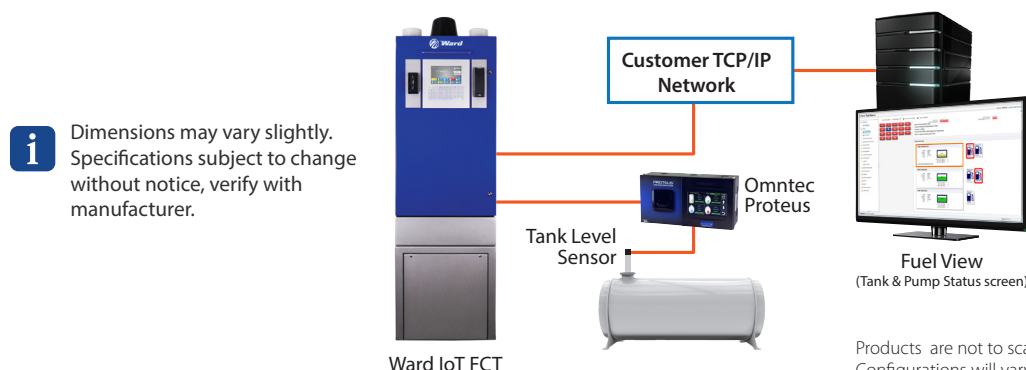 Ward
Customer TCP/IP
Network
Dimensions may vary slightly.
Specifications subject to change
without notice, verify with
manufacturer.
PROTEUS
Omntec
Proteus
Tank Level
Sensor
Fuel View
(Tank & Pump Status screen)
Ward IoT FCT
Products are not to sca
Configurations will var